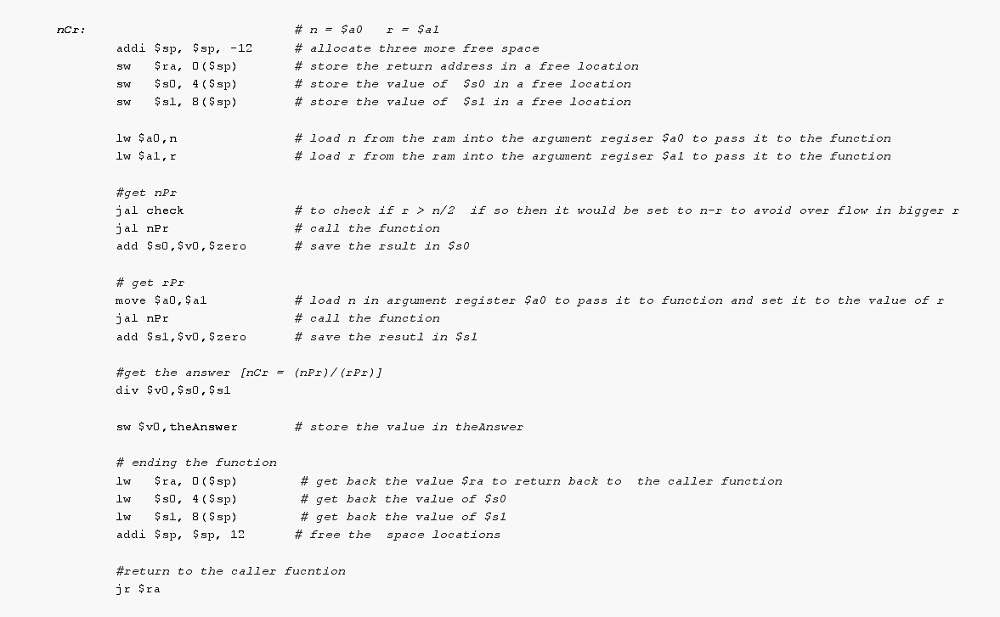 nCr: # n = $a0 r = $a1
addi $sp, $sp, -12 # allocate three more free space
sw $ra, 0($sp) # store the return address in a free location
sw $s0, 4($sp) # store the value of $s0 in a free location
sw $s1, 8($sp) # store the value of $s1 in a free location
lw $a0,n # load n from the ram into the argument regiser $a0 to pass it to the function
lw $a1,r # load r from the ram into the argument regiser $a1 to pass it to the function
#get nPr
jal check # to check if r > n/2 if so then it would be set to n-r to avoid over flow in bigger r
jal nPr # call the function
add $s0,$v0,$zero # save the rsult in $s0
# get rPr
move $a0,$a1 # load n in argument register $a0 to pass it to function and set it to the value of r
jal nPr # call the function
add $s1,$v0,$zero # save the resutl in $s1
#get the answer [nCr = (nPr)/(rPr)]
div $v0,$s0,$s1
sw $v0,theAnswer # store the value in theAnswer
# ending the function
lw $ra, 0($sp) # get back the value $ra to return back to the caller function
lw $s0, 4($sp) # get back the value of $s0
lw $s1, 8($sp) # get back the value of $s1
addi $sp, $sp, 12 # free the space locations
#return to the caller fucntion
jr $ra